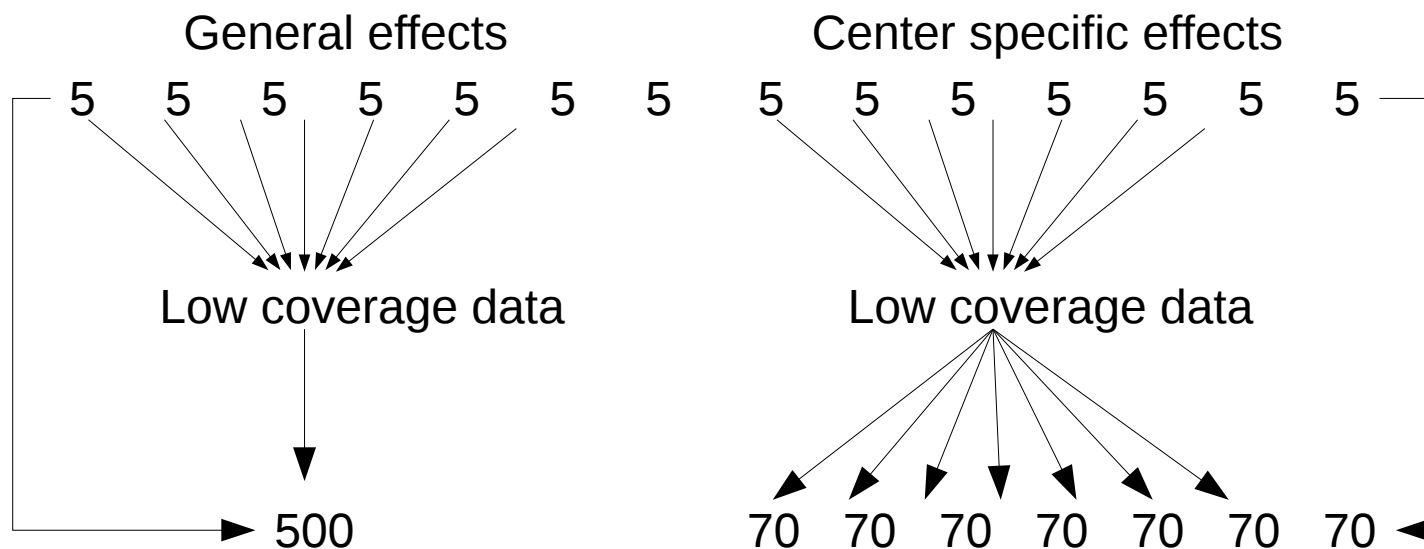 General effects
Center specific effects
5 5 5 5 5 5 5
5 5 5 5 5 5 5
Low coverage data
Low coverage data
500
70 70 70 70 70 70 70